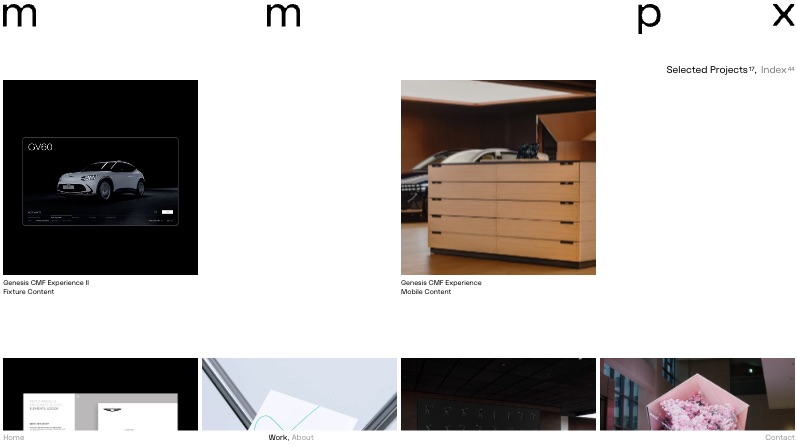 m m p x
Selected Projects 17, Index 44
GV60
Genesis CMF Experience II
Fixture Content
Genesis CMF Experience
Mobile Content
Home Work, About Contact